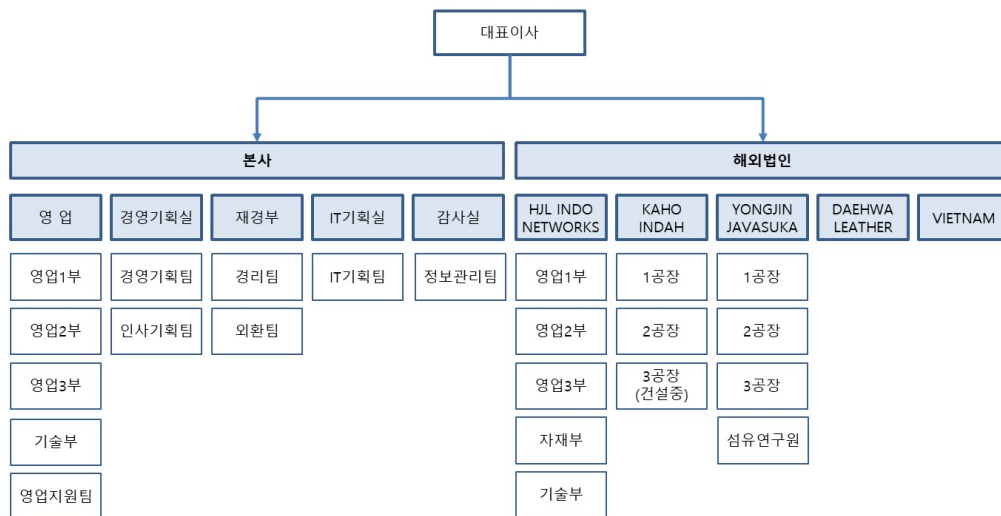 대표이사
본사
해외법인
영 업
경영기획실
재경부
IT기획실
감사실
HJL INDO
NETWORKS
KAHO
INDAH
YONGJIN
JAVASUKA
DAEHWA
LEATHER
VIETNAM
영업1부
경영기획팀
경리팀
IT기획팀
정보관리팀
영업1부
1공장
1공장
영업2부
인사기획팀
외환팀
영업2부
2공장
2공장
영업3부
영업3부
3공장
(건설중)
3공장
기술부
자재부
섬유연구원
영업지원팀
기술부